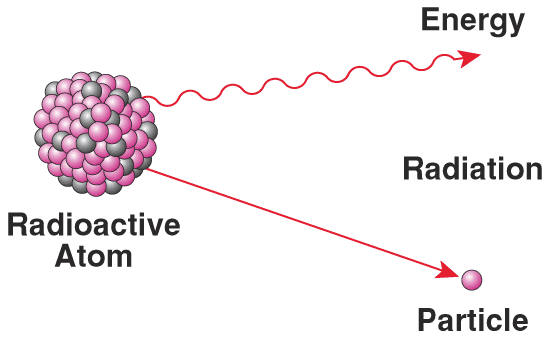 Energy
Radiation
Radioactive
Atom
Particle